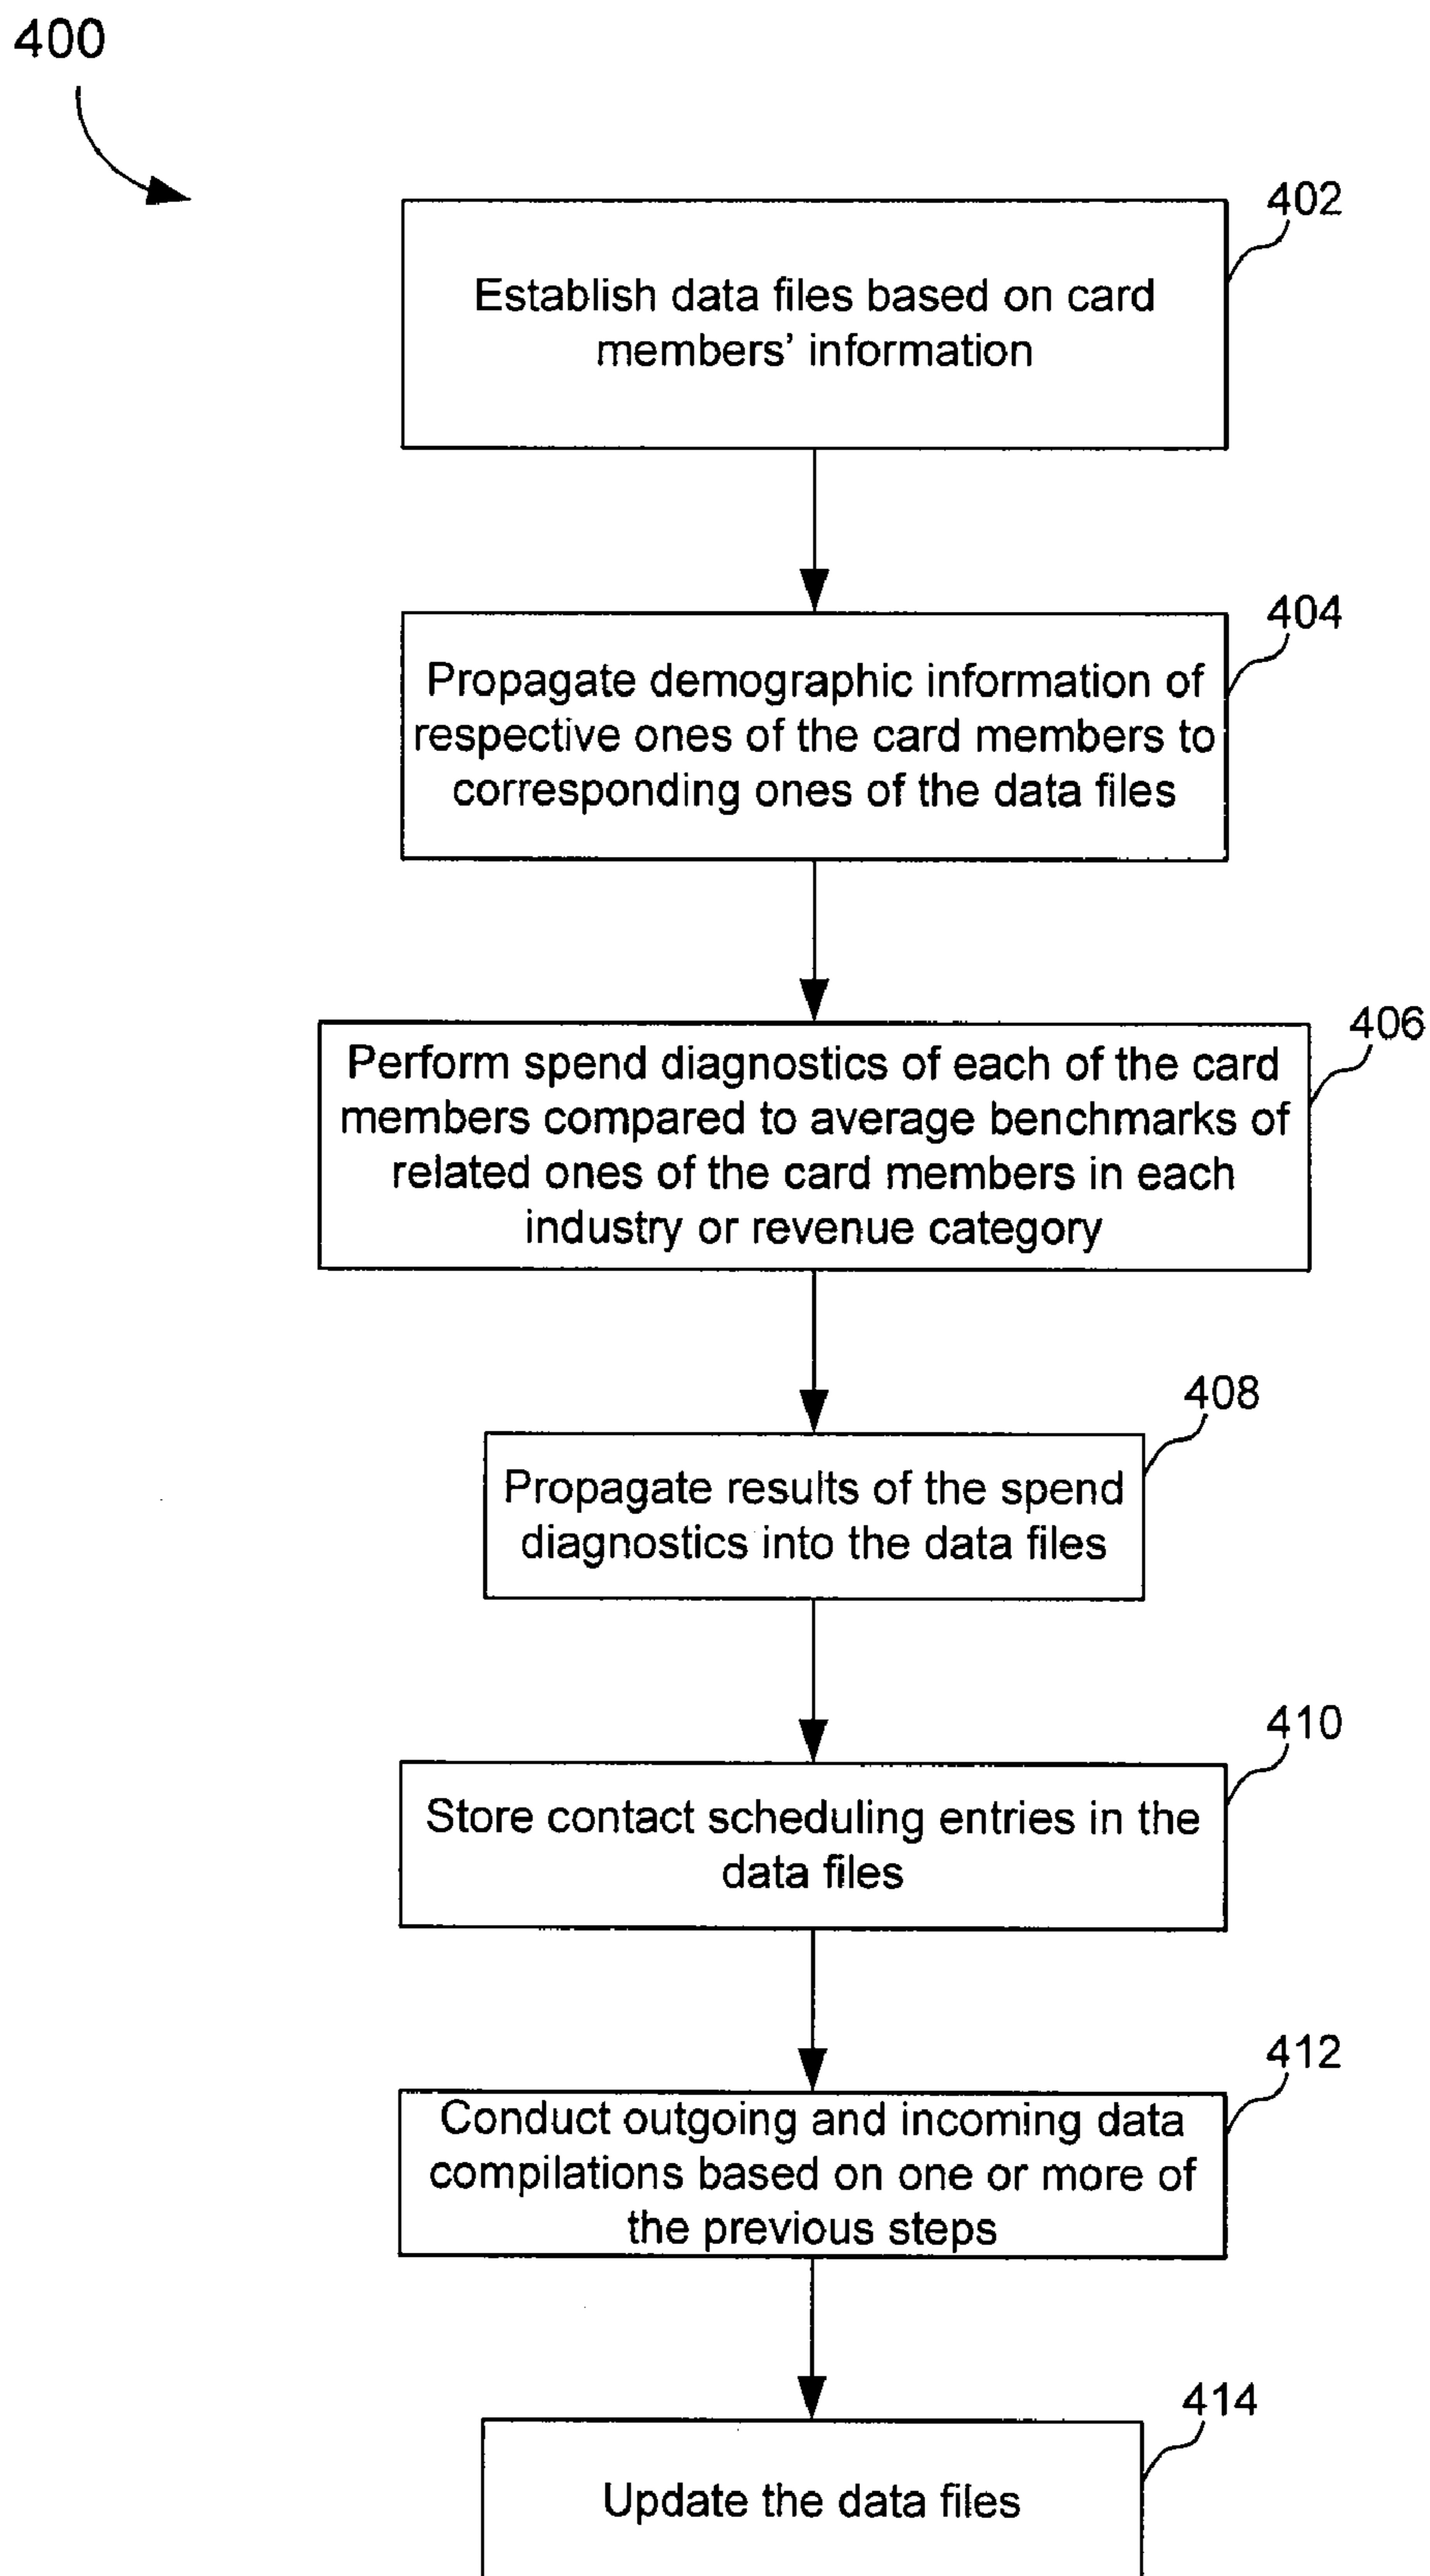 400
402
Establish data files based on card
members’ information
404
Propagate demographic information of
respective ones of the card members to
corresponding ones of the data files
406
Perform spend diagnostics of each of the card
members compared to average benchmarks of
related ones of the card members in each
industry or revenue category
408
Propagate results of the spend
diagnostics into the data files
410
Store contact scheduling entries in the
data files
412
Conduct outgoing and incoming data
compilations based on one or more of
the previous steps
414
Update the data files